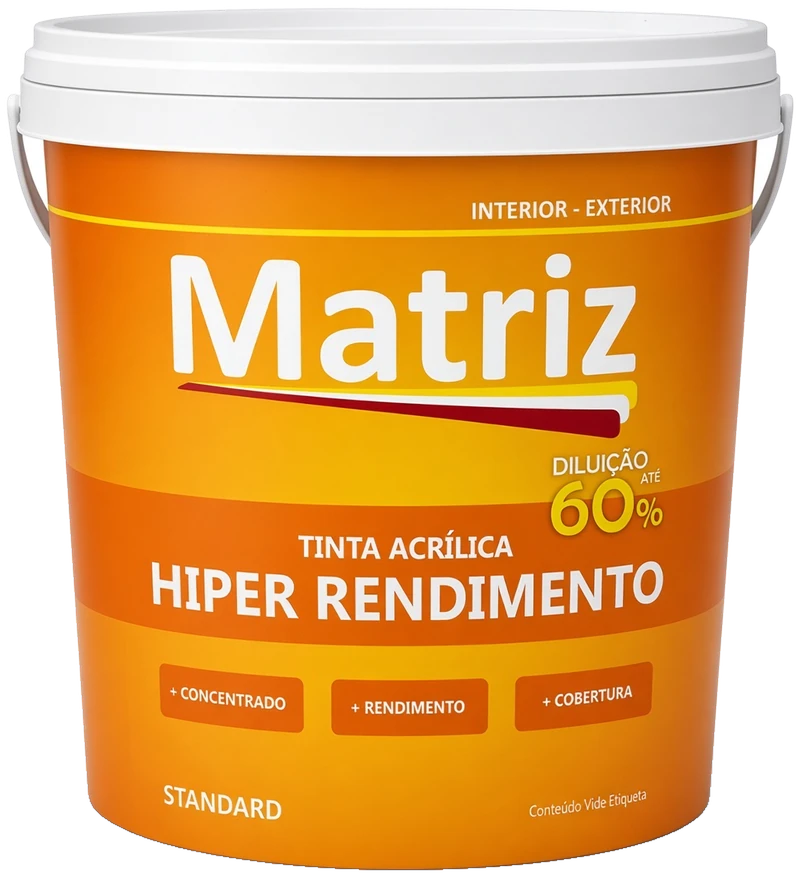 INTERIOR - EXTERIOR
Matriz
DILUIÇÃO
ATÉ
60%
TINTA ACRÍLICA
HIPER RENDIMENTO
+ CONCENTRADO
+ RENDIMENTO
+ COBERTURA
STANDARD
Conteúdo Vide Etiqueta